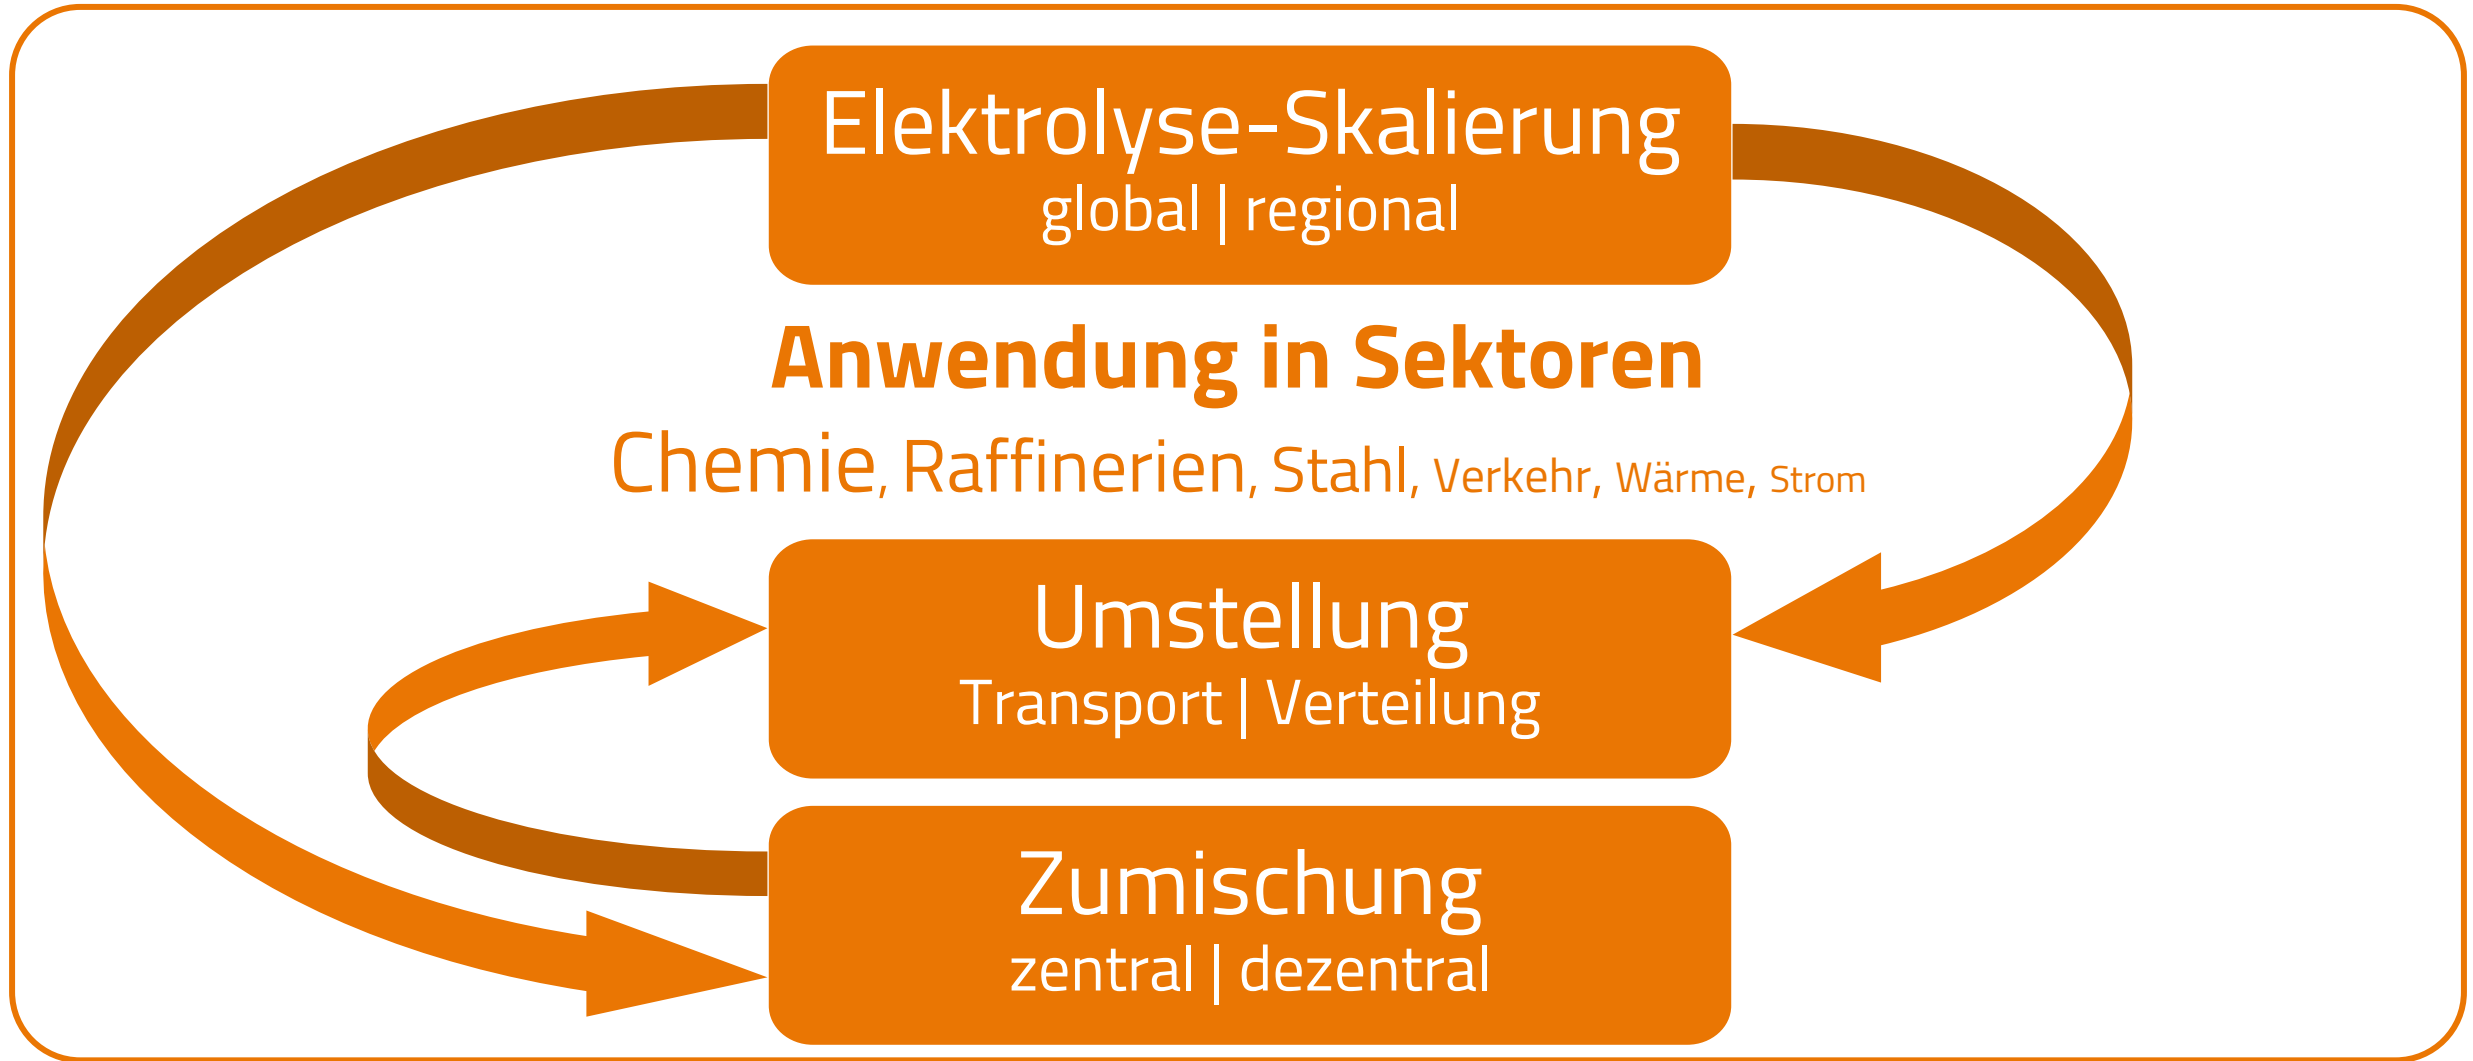 Elektrolyse-Skalierung
global | regional
Anwendung in Sektoren
Chemie, Raffinerien, Stahl, Verkehr, Wärme, Strom
Umstellung
Transport | Verteilung
Zumischung
zentral | dezentral